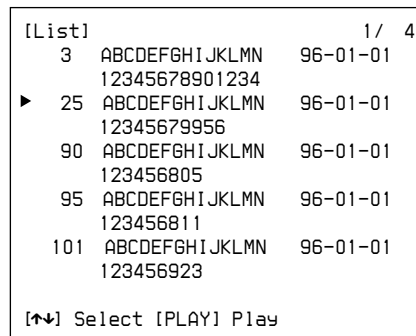 [List] 1/ 4
3 ABCDEFGHIJKLMN 96-01-01
12345678901234
▶ 25 ABCDEFGHIJKLMN 96-01-01
12345679956
90 ABCDEFGHIJKLMN 96-01-01
123456805
95 ABCDEFGHIJKLMN 96-01-01
123456811
101 ABCDEFGHIJKLMN 96-01-01
123456923
[↑↓] Select [PLAY] Play